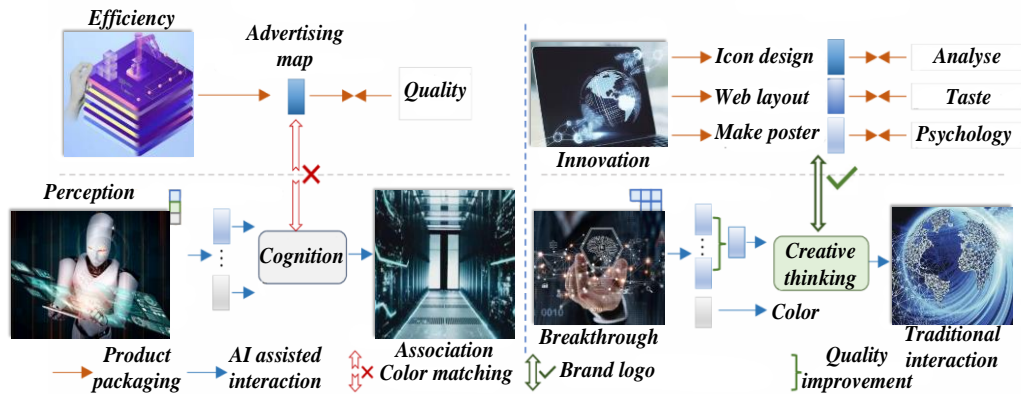 Efficiency
Advertising
map
Quality
Perception
Cognition
Association
Innovation
Icon design
Web layout
Make poster
Analyse
Taste
Psychology
Breakthrough
0010
Creative
thinking
Color
Traditional
interaction
Product
packaging
AI assisted
interaction
Color matching
Brand logo
Quality
improvement